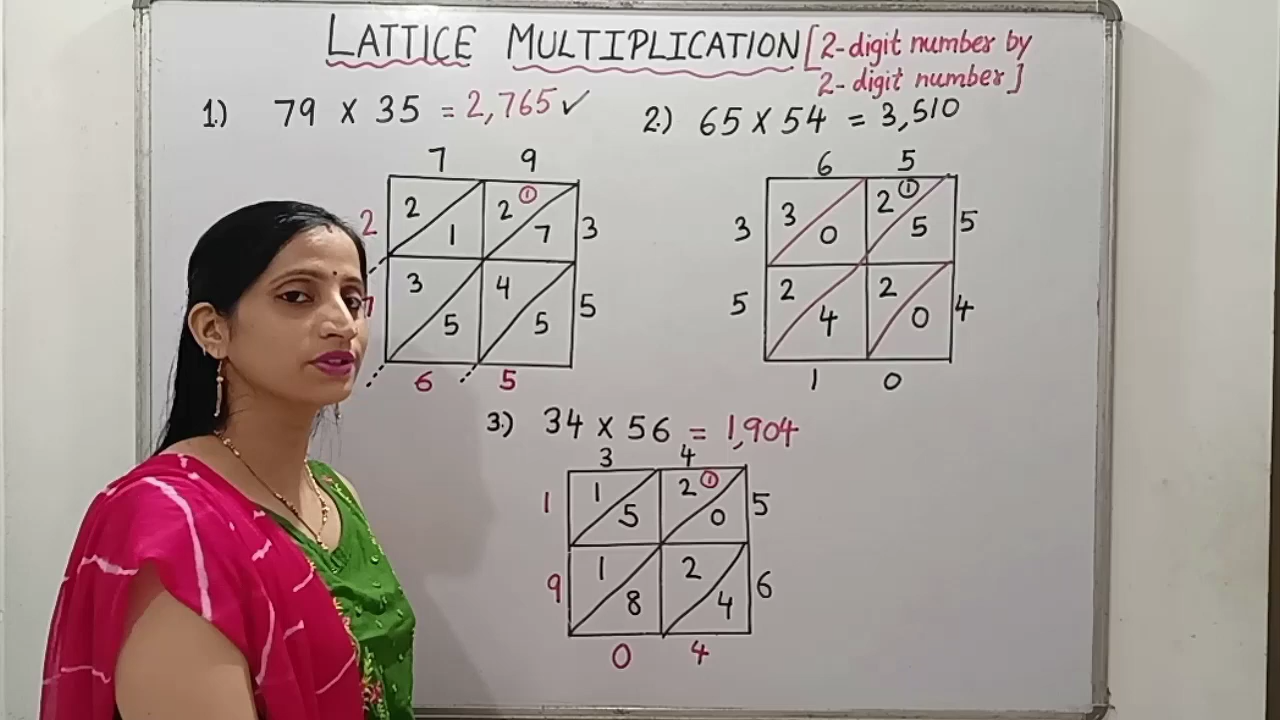 LATTICE MULTIPLICATION [2-digit number by
2-digit number]
1.) 79 x 35 = 2,765 ✓
7 9
2 2 1 2 ① 7 3
7 3 5 4 5 5
6 5
2.) 65 x 54 = 3,510
6 5
3 3 0 2 ① 5 5
5 2 4 2 0 4
1 0
3.) 34 x 56 = 1,904
3 4
1 1 5 2 ① 0 5
9 1 8 2 4 6
0 4